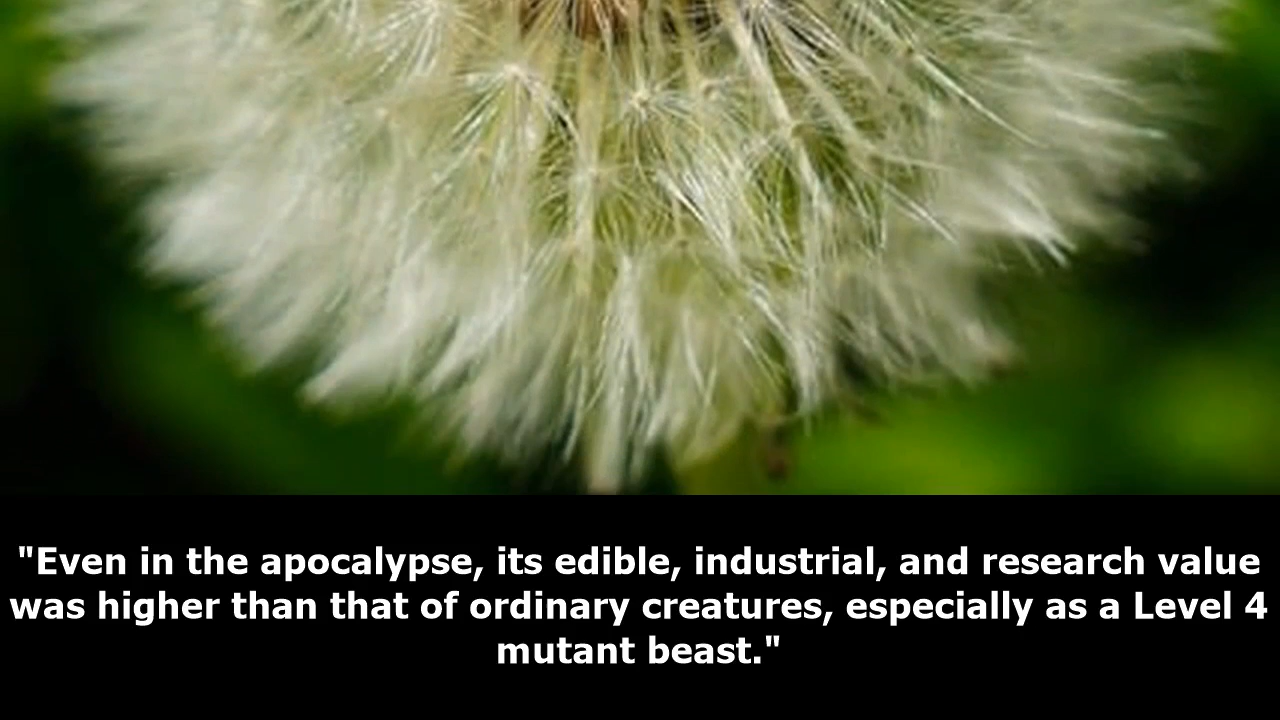 "Even in the apocalypse, its edible, industrial, and research value
was higher than that of ordinary creatures, especially as a Level 4
mutant beast."